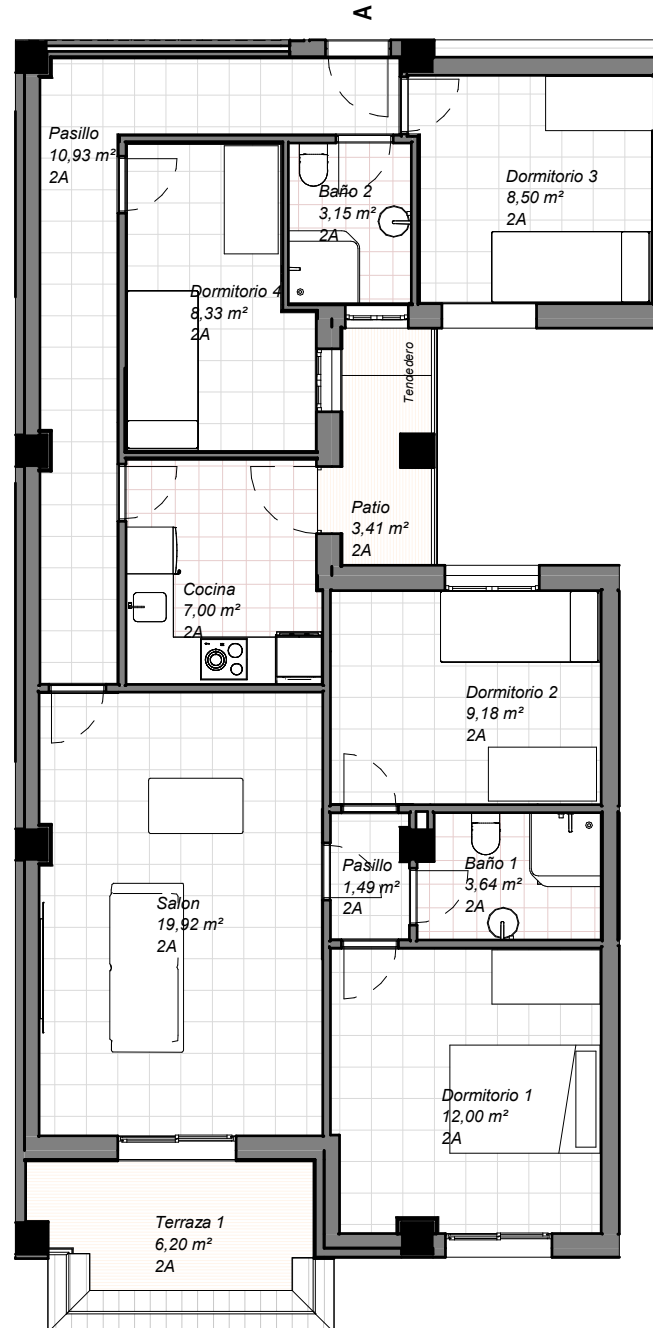 A
Pasillo
10,93 m²
2A
Dormitorio 3
8,50 m²
2A
Baño 2
3,15 m²
2A
Dormitorio 4
8,33 m²
2A
Tendedero
Patio
3,41 m²
2A
Cocina
7,00 m²
2A
Dormitorio 2
9,18 m²
2A
Pasillo
1,49 m²
2A
Baño 1
3,64 m²
2A
Salon
19,92 m²
2A
Dormitorio 1
12,00 m²
2A
Terraza 1
6,20 m²
2A